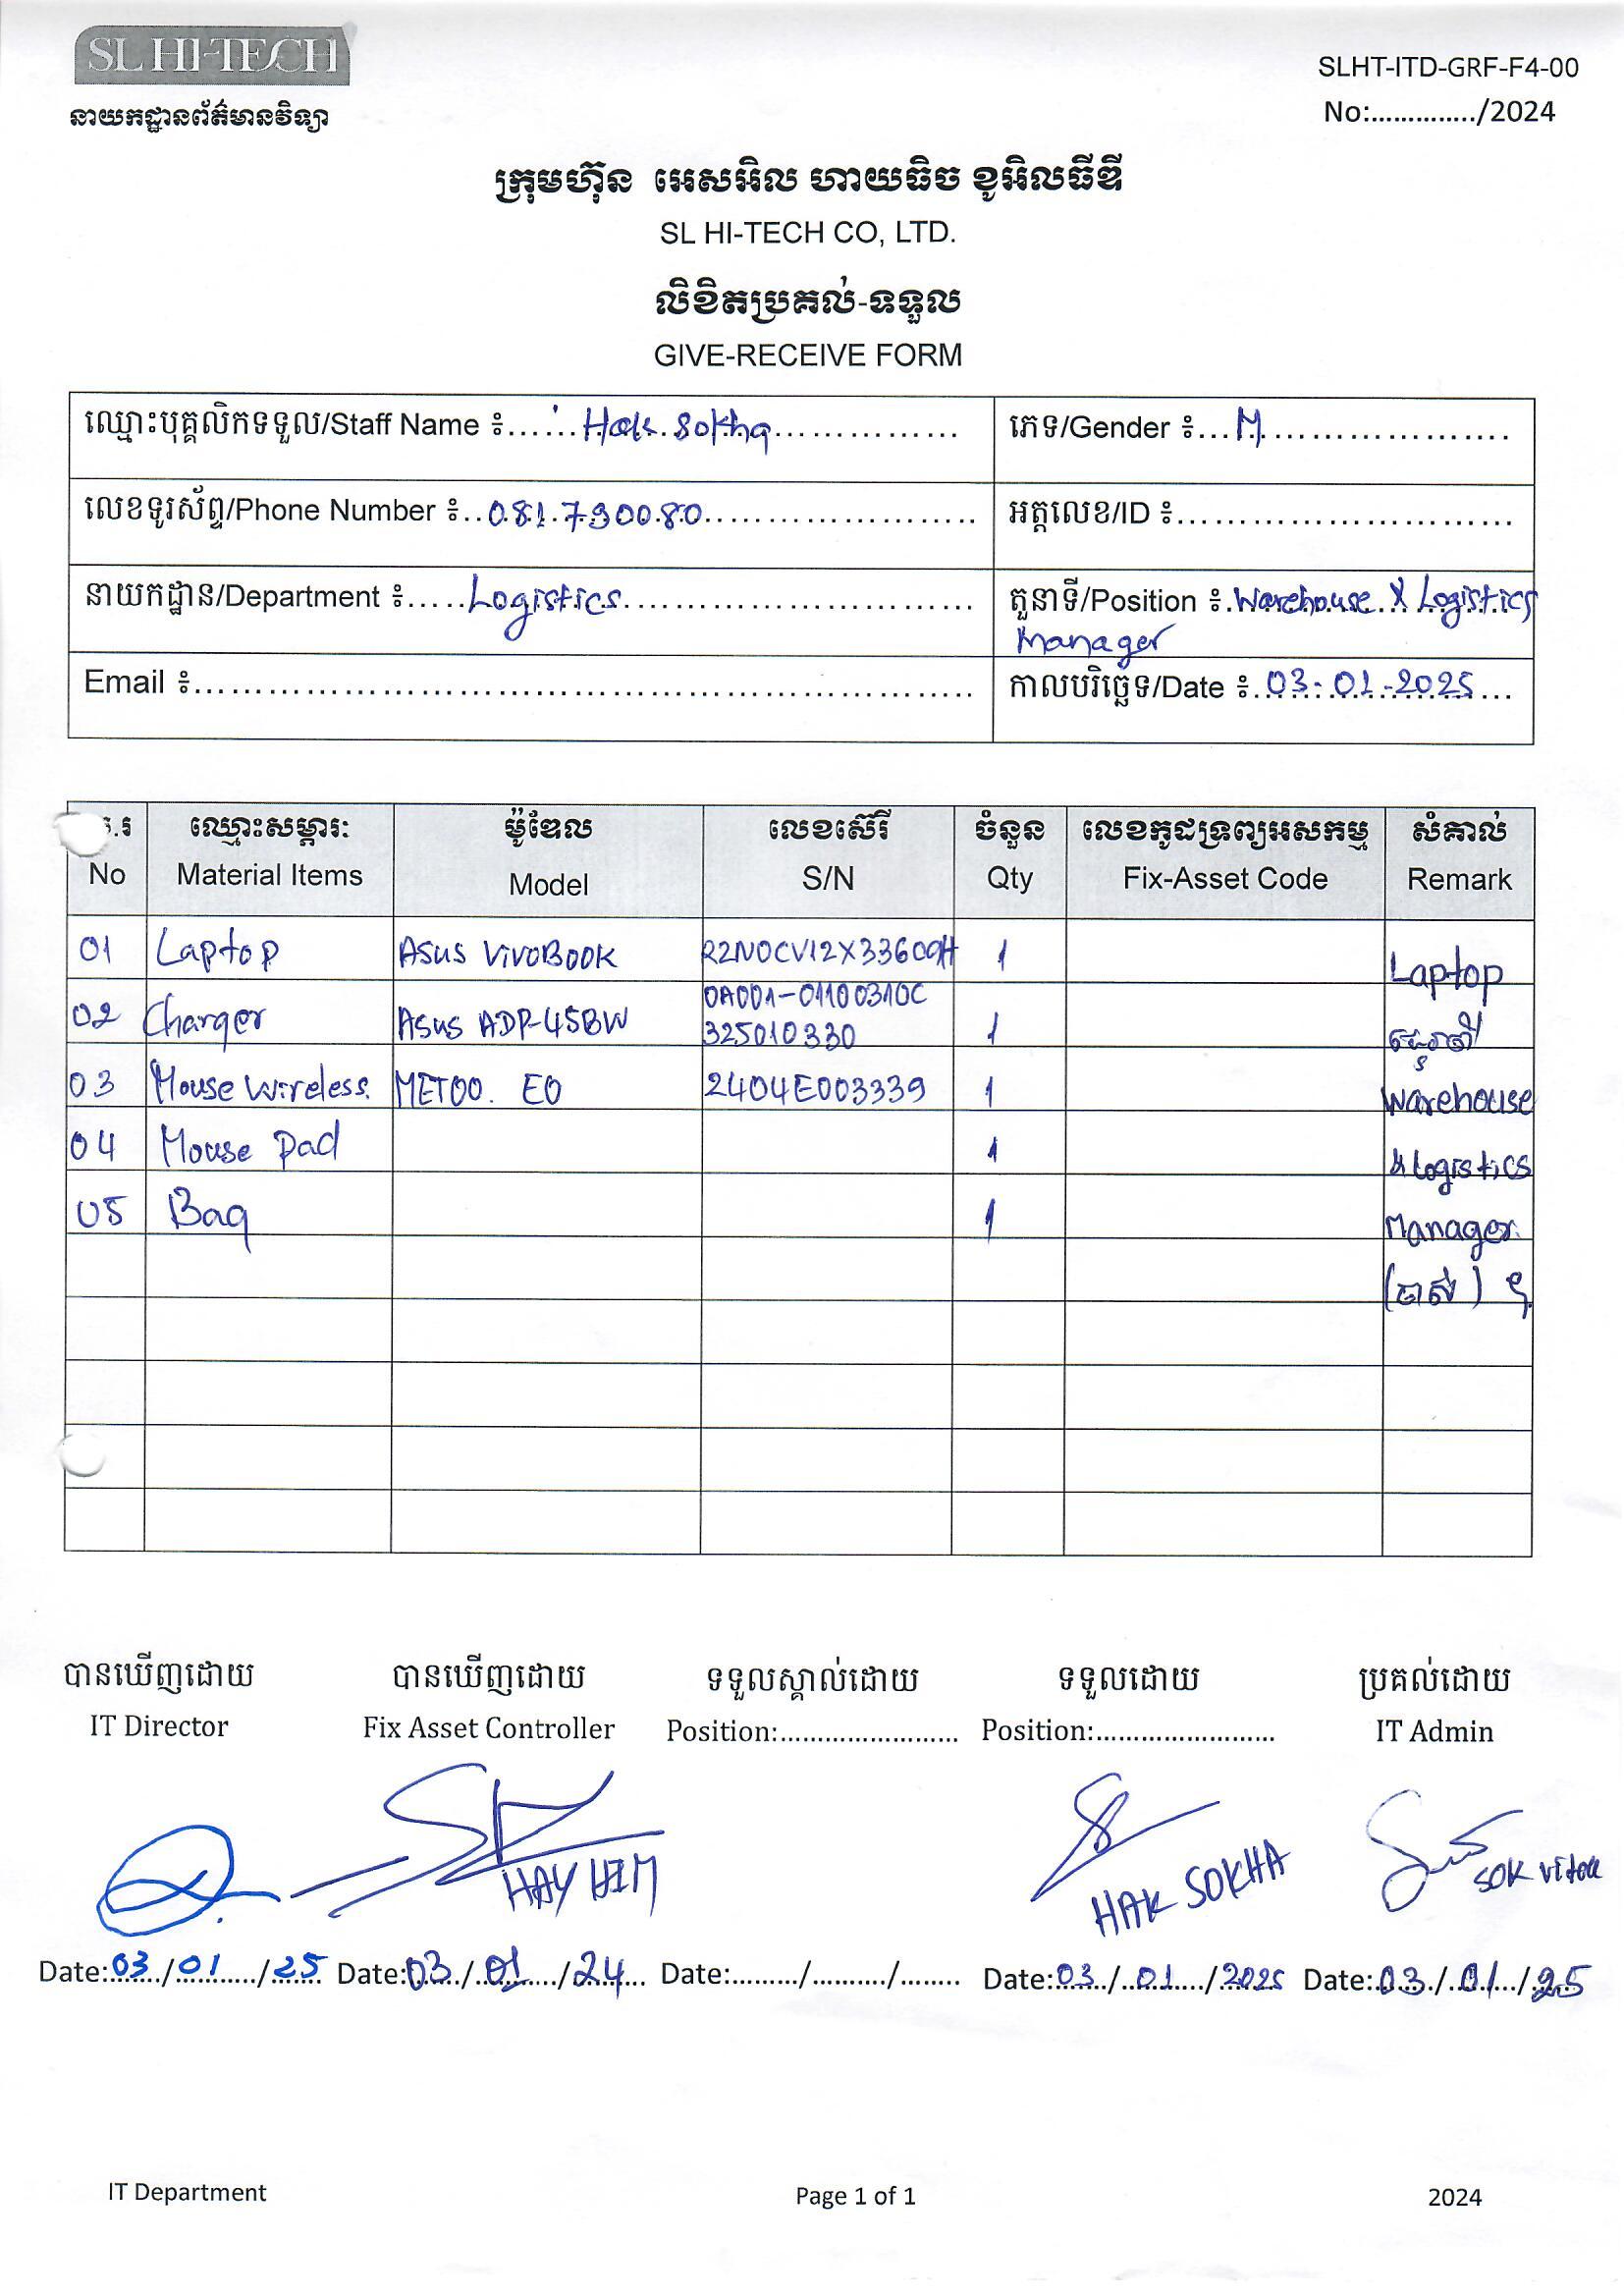 SL HI-TECH
SLHT-ITD-GRF-F4-00
នាយកដ្ឋានព័ត៌មានវិទ្យា
No:............../2024
ក្រុមហ៊ុន អេសអិល ហាយធិច ខូអិលធីឌី
SL HI-TECH CO, LTD.
លិខិតប្រគល់-ទទួល
GIVE-RECEIVE FORM
ឈ្មោះបុគ្គលិកទទួល/Staff Name ៖ Hak Sokha ភេទ/Gender ៖ M
លេខទូរស័ព្ទ/Phone Number ៖ 081.730080 អត្តលេខ/ID ៖
នាយកដ្ឋាន/Department ៖ Logistics តួនាទី/Position ៖ Warehouse & Logistics
Manager
Email ៖ កាលបរិច្ឆេទ/Date ៖ 03-01-2025
ល.រ ឈ្មោះសម្ភារៈ ម៉ូឌែល លេខស៊េរី ចំនួន លេខកូដទ្រព្យអសកម្ម សំគាល់
No Material Items Model S/N Qty Fix-Asset Code Remark
01 Laptop Asus VivoBook R2N0CV12X33609H 1 Laptop
02 Charger Asus ADP-45BW 0A001-01100310C
325010330 1
03 Mouse Wireless METOO. E0 2404E003339 1 Warehouse
04 Mouse Pad 1 & Logistics
05 Bag 1 Manager
(ចាស់)
បានឃើញដោយ បានឃើញដោយ ទទួលស្គាល់ដោយ ទទួលដោយ ប្រគល់ដោយ
IT Director Fix Asset Controller Position:........................ Position:........................ IT Admin
HAY HIM HAK SOKHA SOK Vitou
Date:03/01/25 Date:03/01/24 Date:........./........../........ Date:03/01/2025 Date:03/01/25
IT Department Page 1 of 1 2024